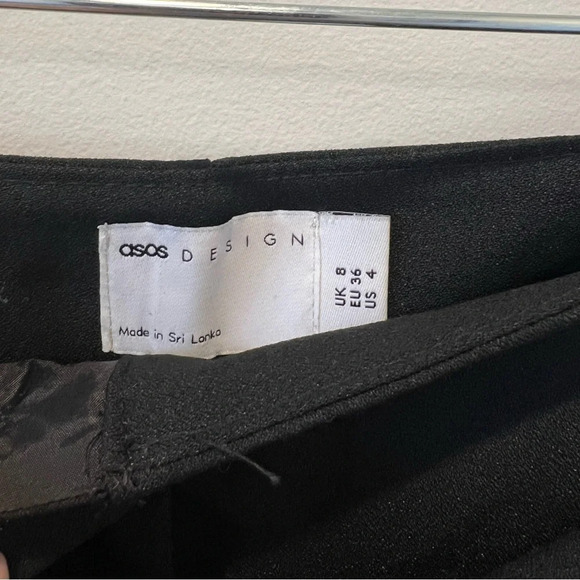 asos DESIGN
Made in Sri Lanka
UK 8
EU 36
US 4